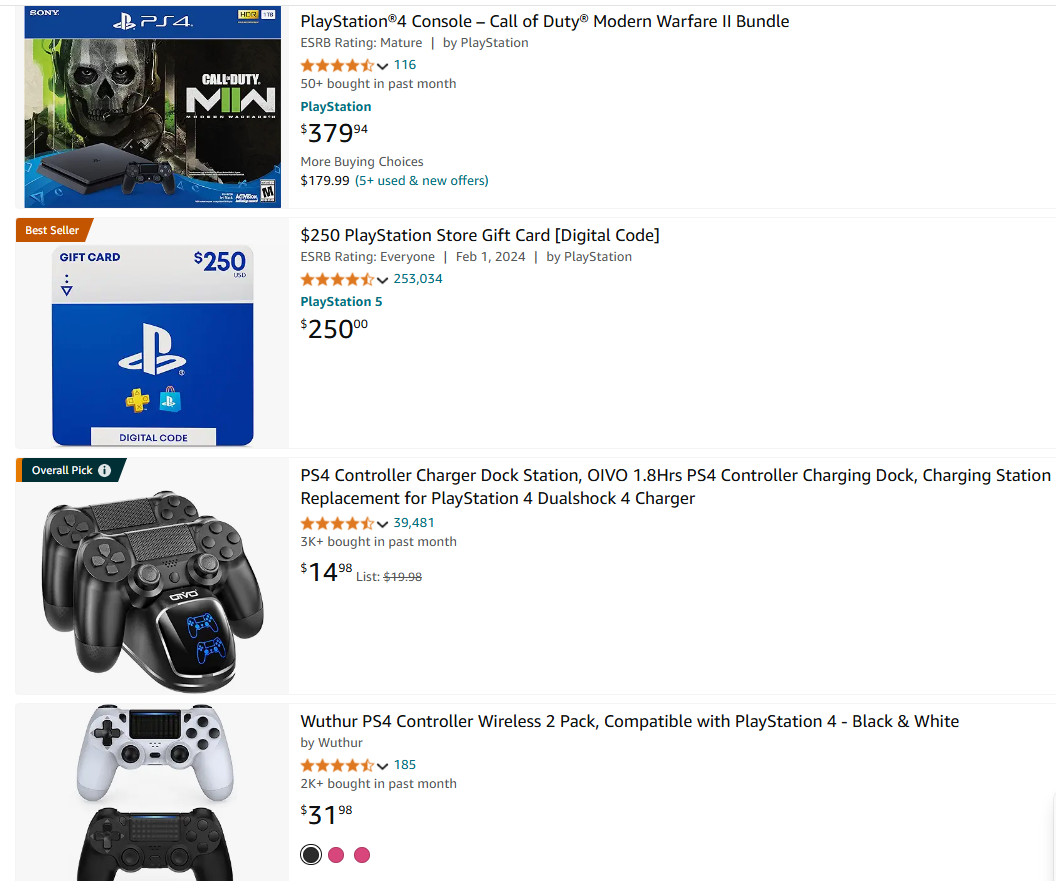 SONY
PS4
HDR 1TB
CALL OF DUTY
MWII
MODERN WARFARE II
M
ACTIVISION
PlayStation®4 Console – Call of Duty® Modern Warfare II Bundle
ESRB Rating: Mature | by PlayStation
116
50+ bought in past month
PlayStation
$379 94
More Buying Choices
$179.99 (5+ used & new offers)
Best Seller
GIFT CARD
$250
USD
DIGITAL CODE
$250 PlayStation Store Gift Card [Digital Code]
ESRB Rating: Everyone | Feb 1, 2024 | by PlayStation
253,034
PlayStation 5
$250 00
Overall Pick
OIVO
PS4 Controller Charger Dock Station, OIVO 1.8Hrs PS4 Controller Charging Dock, Charging Station
Replacement for PlayStation 4 Dualshock 4 Charger
39,481
3K+ bought in past month
$14 98 List: $19.98
Wuthur PS4 Controller Wireless 2 Pack, Compatible with PlayStation 4 - Black & White
by Wuthur
185
2K+ bought in past month
$31 98